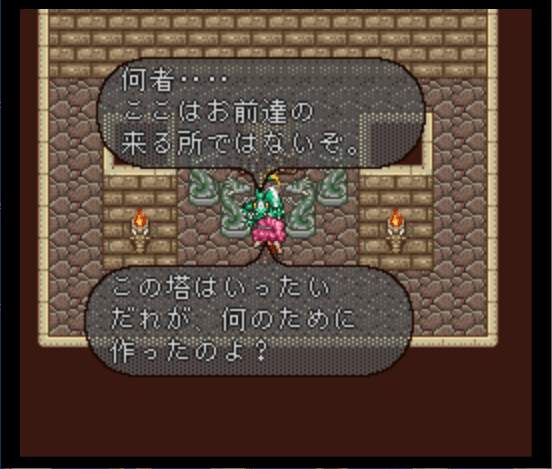 何者‥‥
ここはお前達の
来る所ではないぞ。
この塔はいったい
だれが、何のために
作ったのよ？